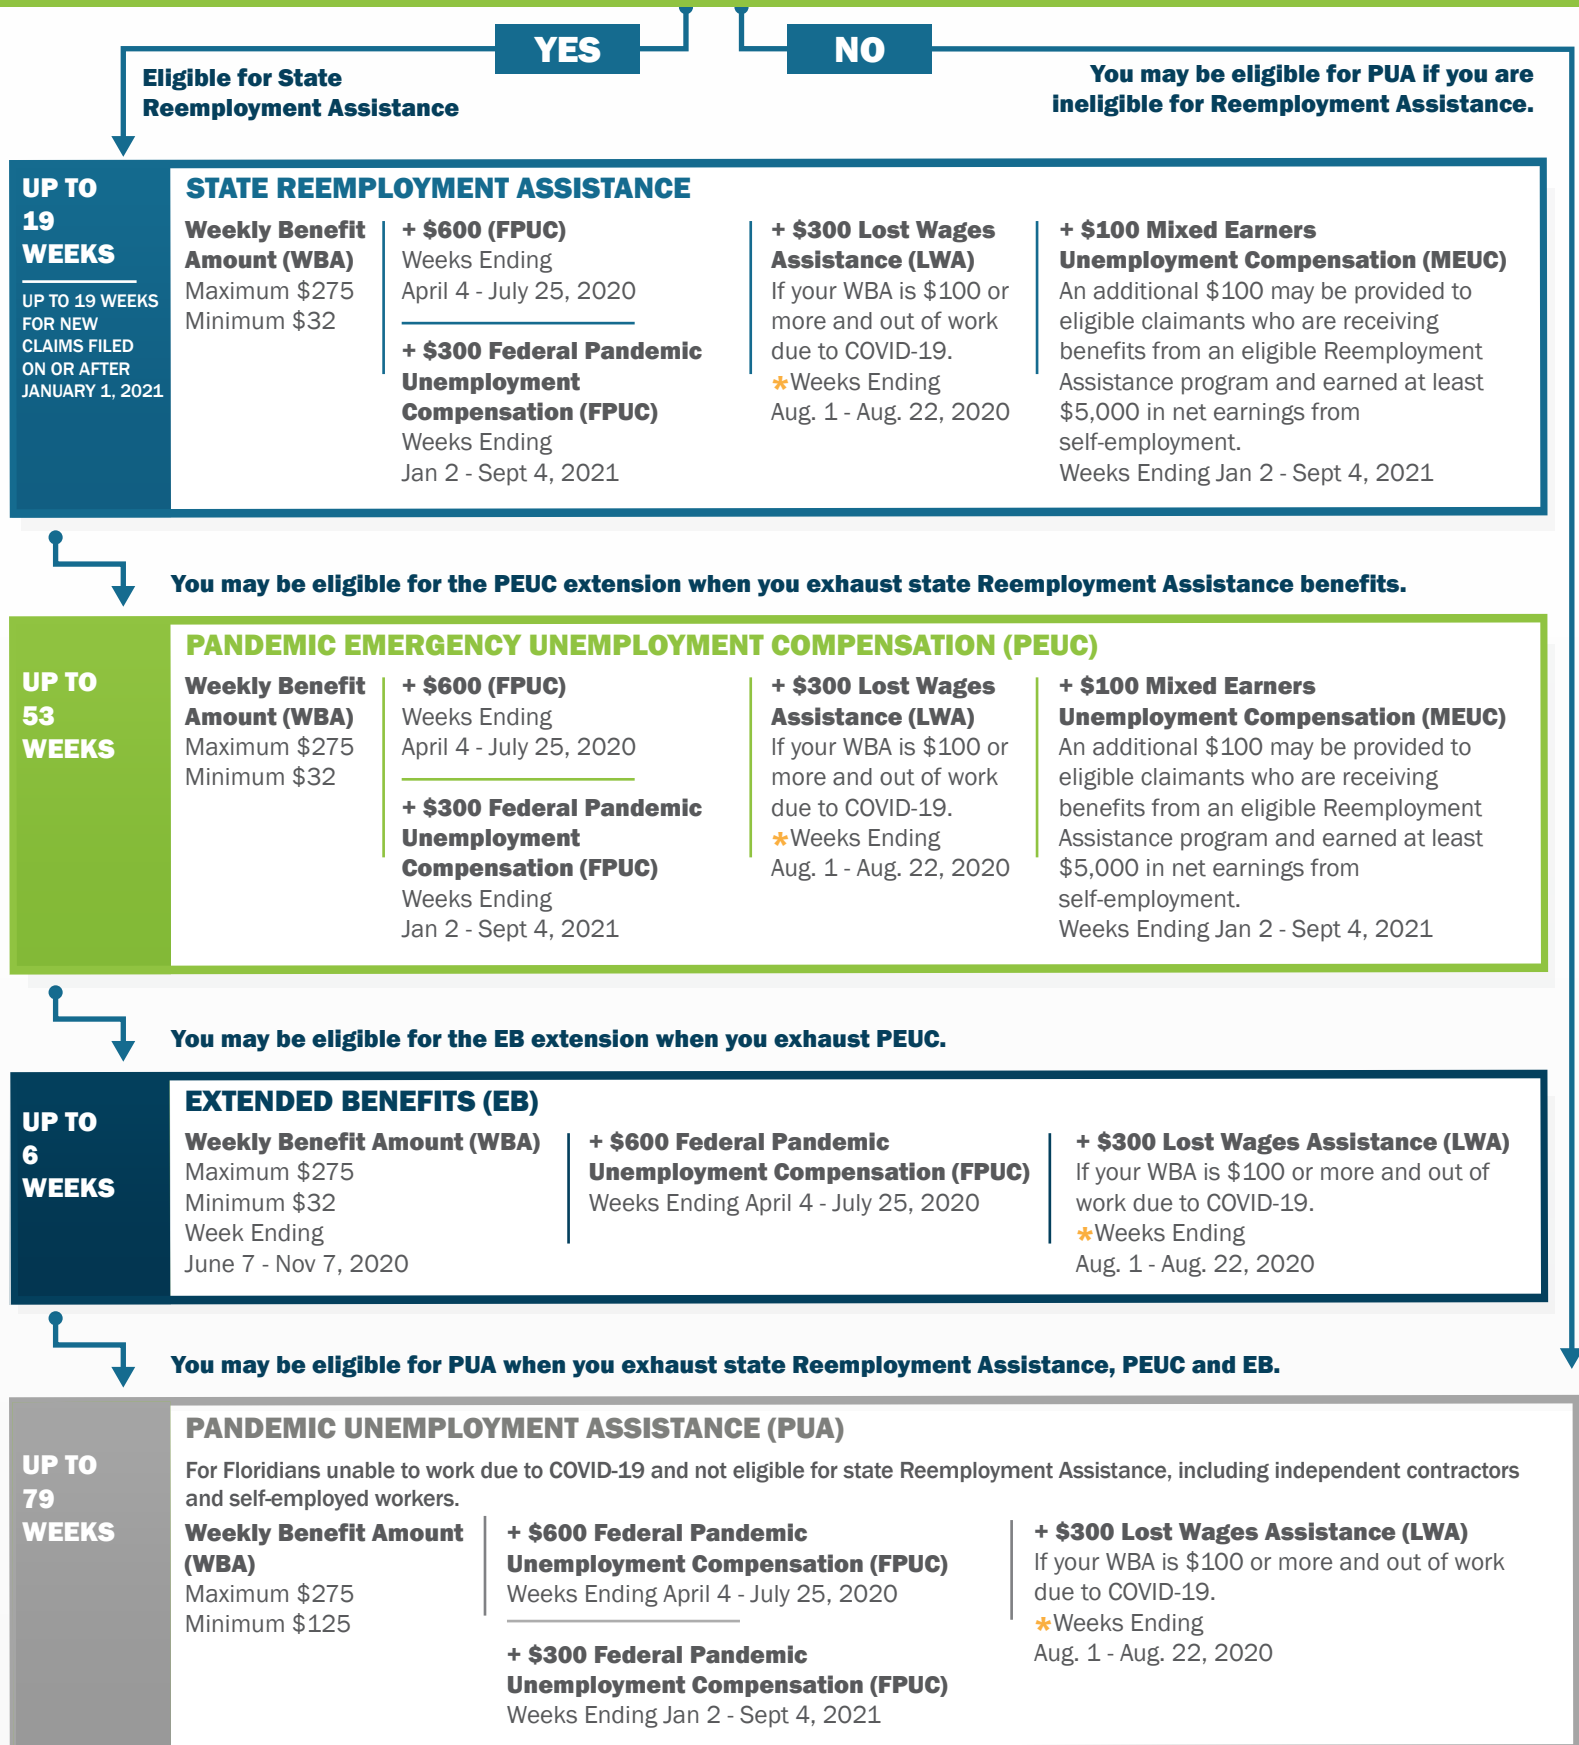 YES
NO
Eligible for State
Reemployment Assistance
You may be eligible for PUA if you are
ineligible for Reemployment Assistance.
UP TO
19
WEEKS
UP TO 19 WEEKS
FOR NEW
CLAIMS FILED
ON OR AFTER
JANUARY 1, 2021
STATE REEMPLOYMENT ASSISTANCE
Weekly Benefit
Amount (WBA)
Maximum $275
Minimum $32
+ $600 (FPUC)
Weeks Ending
April 4 - July 25, 2020
+ $300 Federal Pandemic
Unemployment
Compensation (FPUC)
Weeks Ending
Jan 2 - Sept 4, 2021
+ $300 Lost Wages
Assistance (LWA)
If your WBA is $100 or
more and out of work
due to COVID-19.
*Weeks Ending
Aug. 1 - Aug. 22, 2020
+ $100 Mixed Earners
Unemployment Compensation (MEUC)
An additional $100 may be provided to
eligible claimants who are receiving
benefits from an eligible Reemployment
Assistance program and earned at least
$5,000 in net earnings from
self-employment.
Weeks Ending Jan 2 - Sept 4, 2021
You may be eligible for the PEUC extension when you exhaust state Reemployment Assistance benefits.
UP TO
53
WEEKS
PANDEMIC EMERGENCY UNEMPLOYMENT COMPENSATION (PEUC)
Weekly Benefit
Amount (WBA)
Maximum $275
Minimum $32
+ $600 (FPUC)
Weeks Ending
April 4 - July 25, 2020
+ $300 Federal Pandemic
Unemployment
Compensation (FPUC)
Weeks Ending
Jan 2 - Sept 4, 2021
+ $300 Lost Wages
Assistance (LWA)
If your WBA is $100 or
more and out of work
due to COVID-19.
*Weeks Ending
Aug. 1 - Aug. 22, 2020
+ $100 Mixed Earners
Unemployment Compensation (MEUC)
An additional $100 may be provided to
eligible claimants who are receiving
benefits from an eligible Reemployment
Assistance program and earned at least
$5,000 in net earnings from
self-employment.
Weeks Ending Jan 2 - Sept 4, 2021
You may be eligible for the EB extension when you exhaust PEUC.
UP TO
6
WEEKS
EXTENDED BENEFITS (EB)
Weekly Benefit Amount (WBA)
Maximum $275
Minimum $32
Week Ending
June 7 - Nov 7, 2020
+ $600 Federal Pandemic
Unemployment Compensation (FPUC)
Weeks Ending April 4 - July 25, 2020
+ $300 Lost Wages Assistance (LWA)
If your WBA is $100 or more and out of
work due to COVID-19.
*Weeks Ending
Aug. 1 - Aug. 22, 2020
You may be eligible for PUA when you exhaust state Reemployment Assistance, PEUC and EB.
UP TO
79
WEEKS
PANDEMIC UNEMPLOYMENT ASSISTANCE (PUA)
For Floridians unable to work due to COVID-19 and not eligible for state Reemployment Assistance, including independent contractors
and self-employed workers.
Weekly Benefit Amount
(WBA)
Maximum $275
Minimum $125
+ $600 Federal Pandemic
Unemployment Compensation (FPUC)
Weeks Ending April 4 - July 25, 2020
+ $300 Federal Pandemic
Unemployment Compensation (FPUC)
Weeks Ending Jan 2 - Sept 4, 2021
+ $300 Lost Wages Assistance (LWA)
If your WBA is $100 or more and out of work
due to COVID-19.
*Weeks Ending
Aug. 1 - Aug. 22, 2020